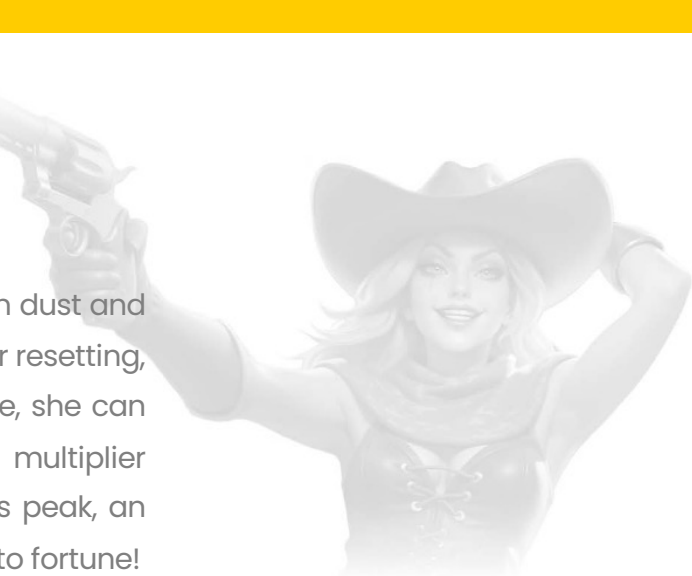 dust and
resetting,
she can
multiplier
peak, an
to fortune!